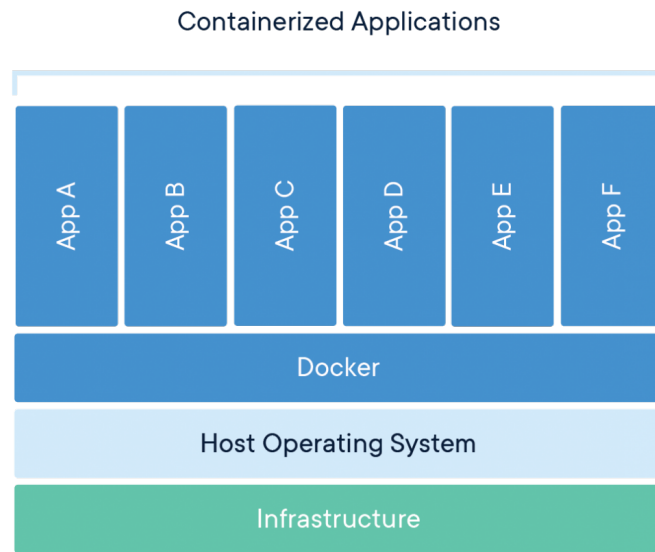 Containerized Applications
App A
App B
App C
App D
App E
App F
Docker
Host Operating System
Infrastructure